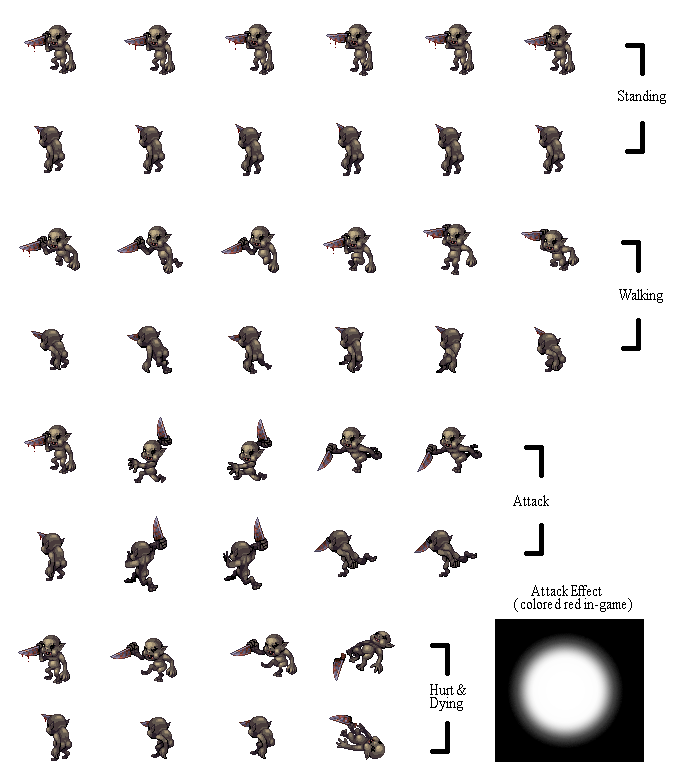 Standing
Walking
Attack
Attack Effect
(colored red in-game)
Hurt &
Dying